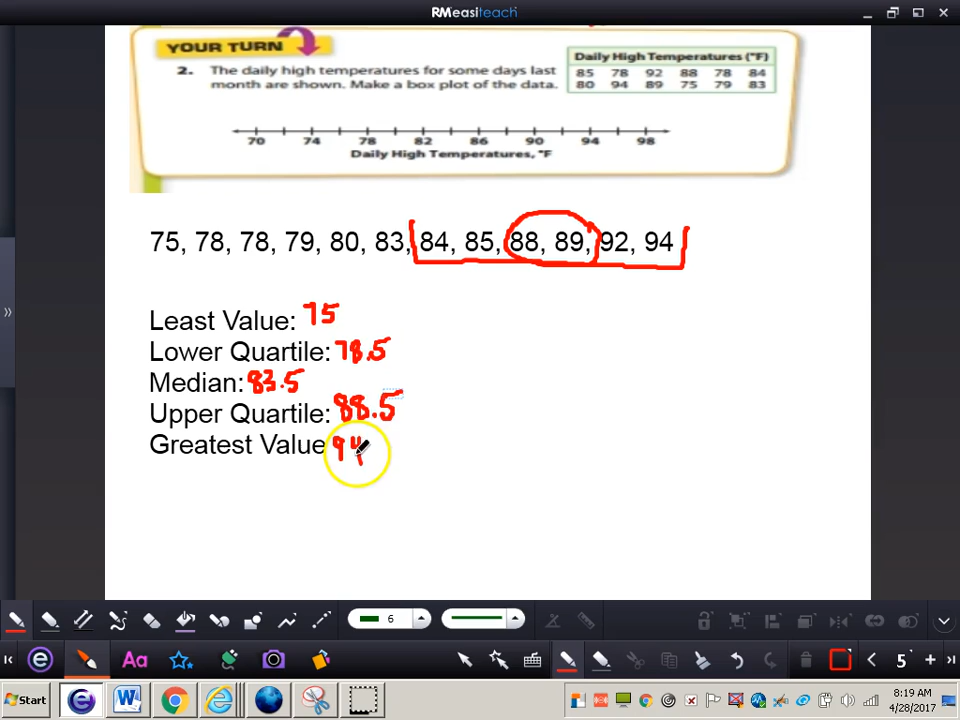 RMeasiteach
YOUR TURN
2. The daily high temperatures for some days last
month are shown. Make a box plot of the data.
Daily High Temperatures (°F)
85 78 92 88 78 84
80 94 89 75 79 83
70 74 78 82 86 90 94 98
Daily High Temperatures, °F
75, 78, 78, 79, 80, 83, 84, 85, 88, 89, 92, 94
Least Value: 75
Lower Quartile: 78.5
Median: 83.5
Upper Quartile: 88.5
Greatest Value 94
6
Aa
5
Start
8:19 AM
4/28/2017